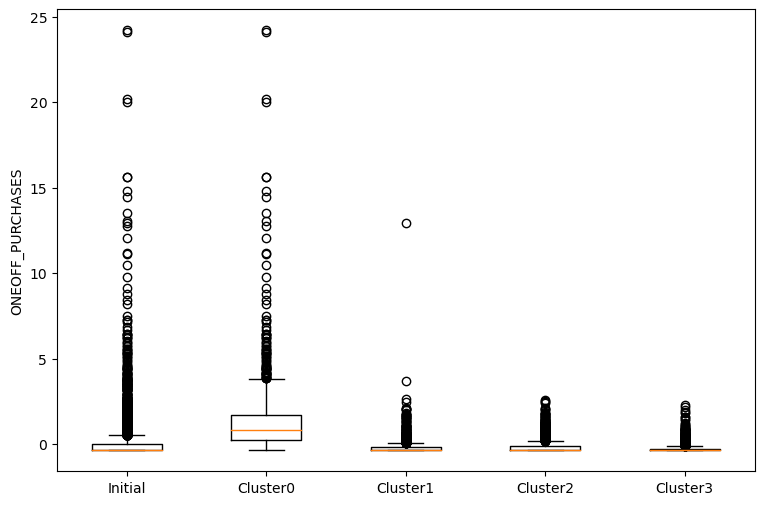 ONEOFF_PURCHASES
25
20
15
10
5
0
Initial
Cluster0
Cluster1
Cluster2
Cluster3